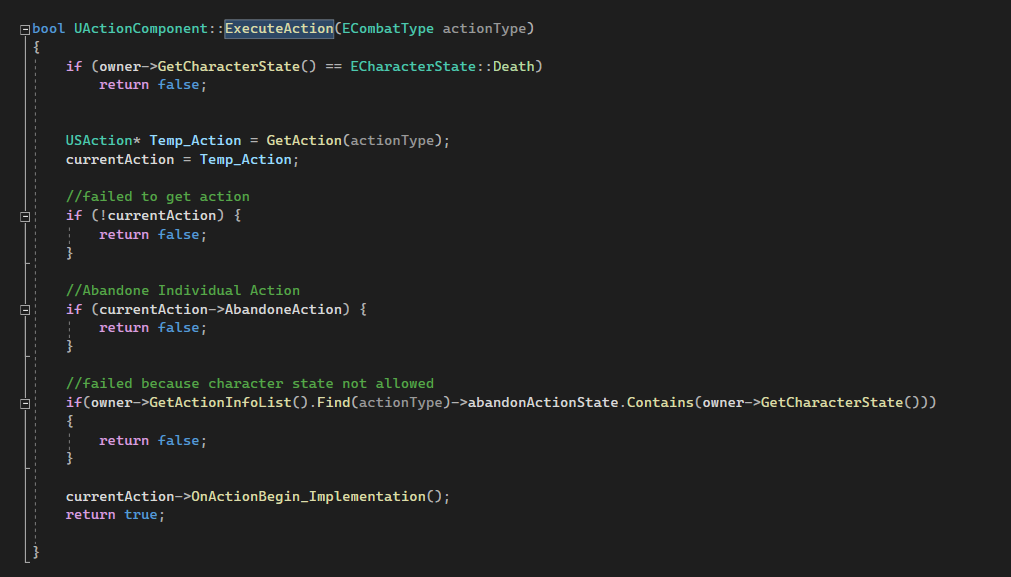 bool UActionComponent::ExecuteAction(ECombatType actionType)
{
if (owner->GetCharacterState() == ECharacterState::Death)
return false;
USAction* Temp_Action = GetAction(actionType);
currentAction = Temp_Action;
//failed to get action
if (!currentAction) {
return false;
}
//Abandone Individual Action
if (currentAction->AbandoneAction) {
return false;
}
//failed because character state not allowed
if(owner->GetActionInfoList().Find(actionType)->abandonActionState.Contains(owner->GetCharacterState()))
{
return false;
}
currentAction->OnActionBegin_Implementation();
return true;
}